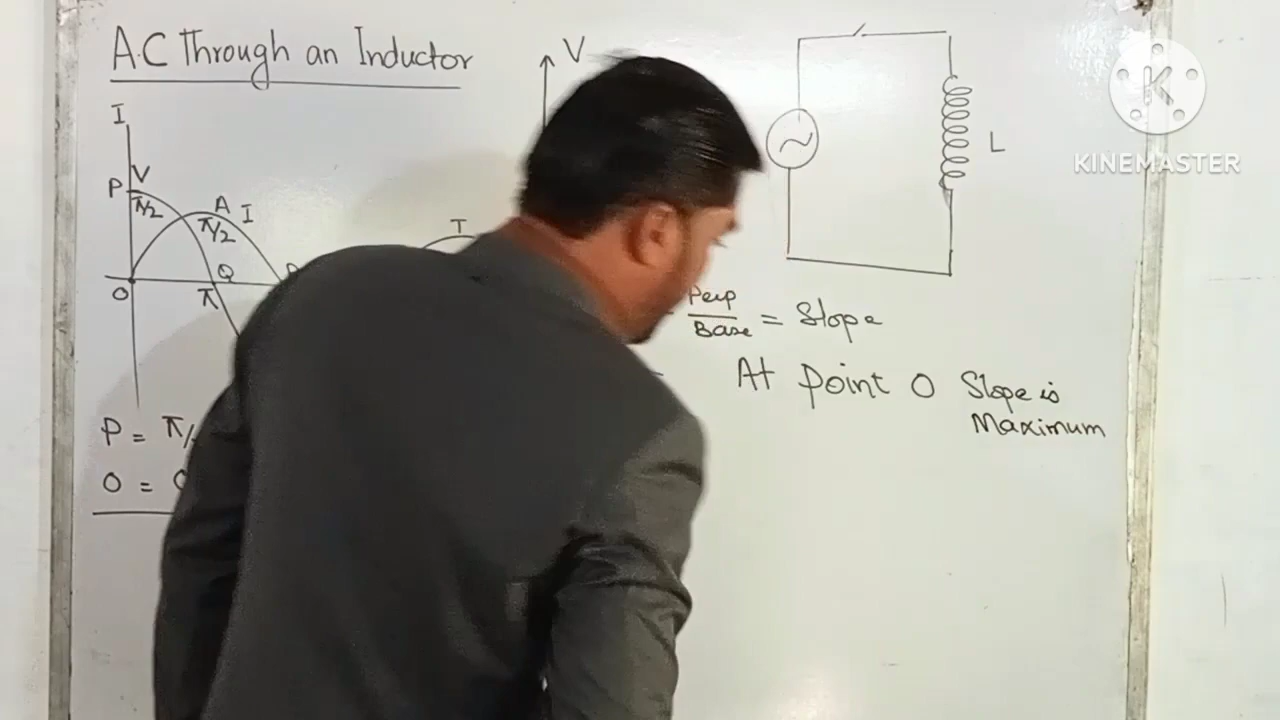 A.C Through an Inductor
V
I
P V
π/2
A I
π/2
T
Q
O
π
L
Perp
Base = Slope
At point O Slope is
Maximum
P = π/
O =
K
KINEMASTER